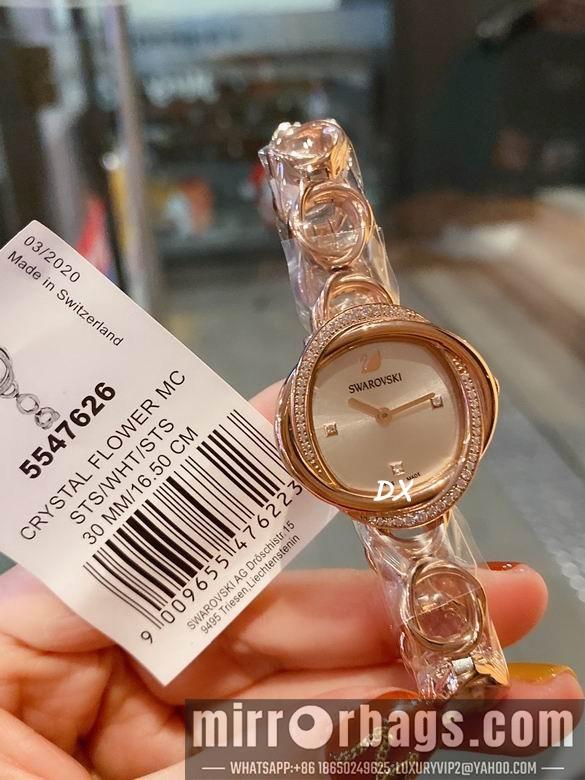 03/2020
Made in Switzerland
5547626
CRYSTAL FLOWER MC
STS/WHT/STS
30 MM/16,50 CM
9 009655 476223
SWAROVSKI AG Dröschistr. 15
9495 Triesen, Liechtenstein
SWAROVSKI
MADE
DX
mirrorbags.com
WHATSAPP:+86 18650249625 LUXURYVIP2@YAHOO.COM